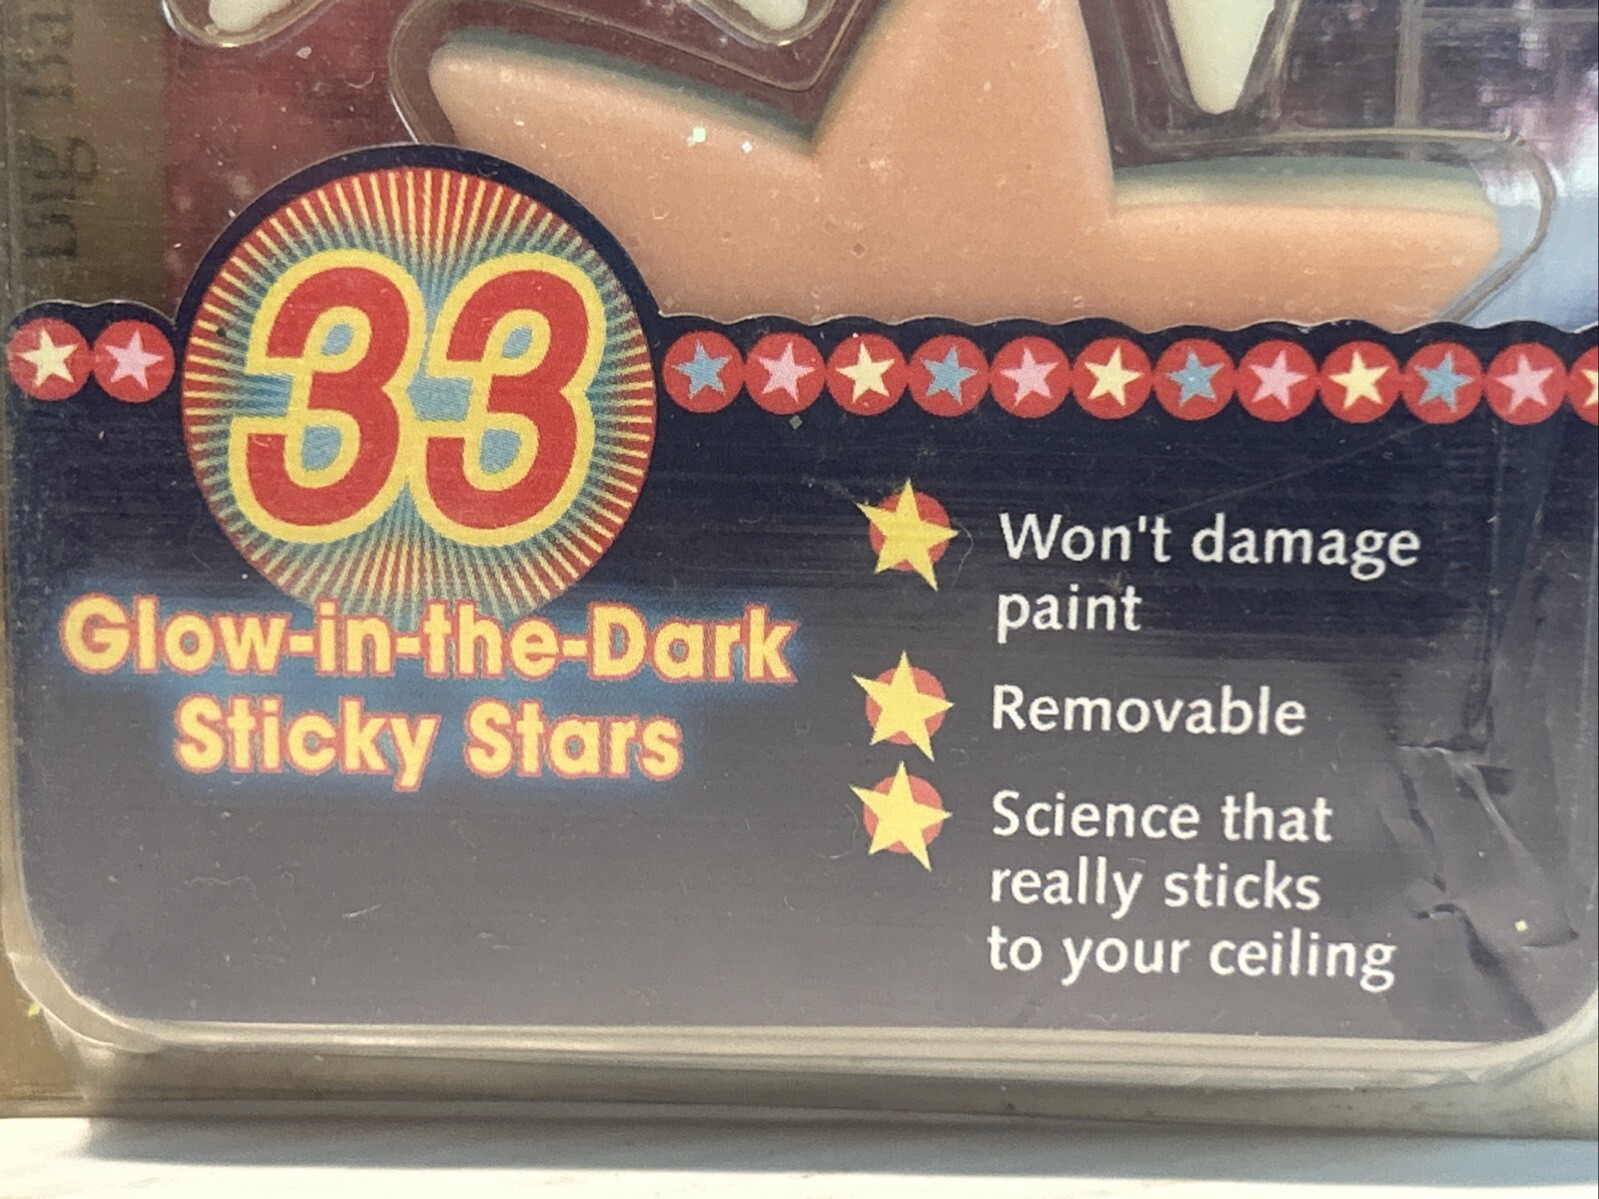 33
Glow-in-the-Dark
Sticky Stars
Won't damage
paint
Removable
Science that
really sticks
to your ceiling